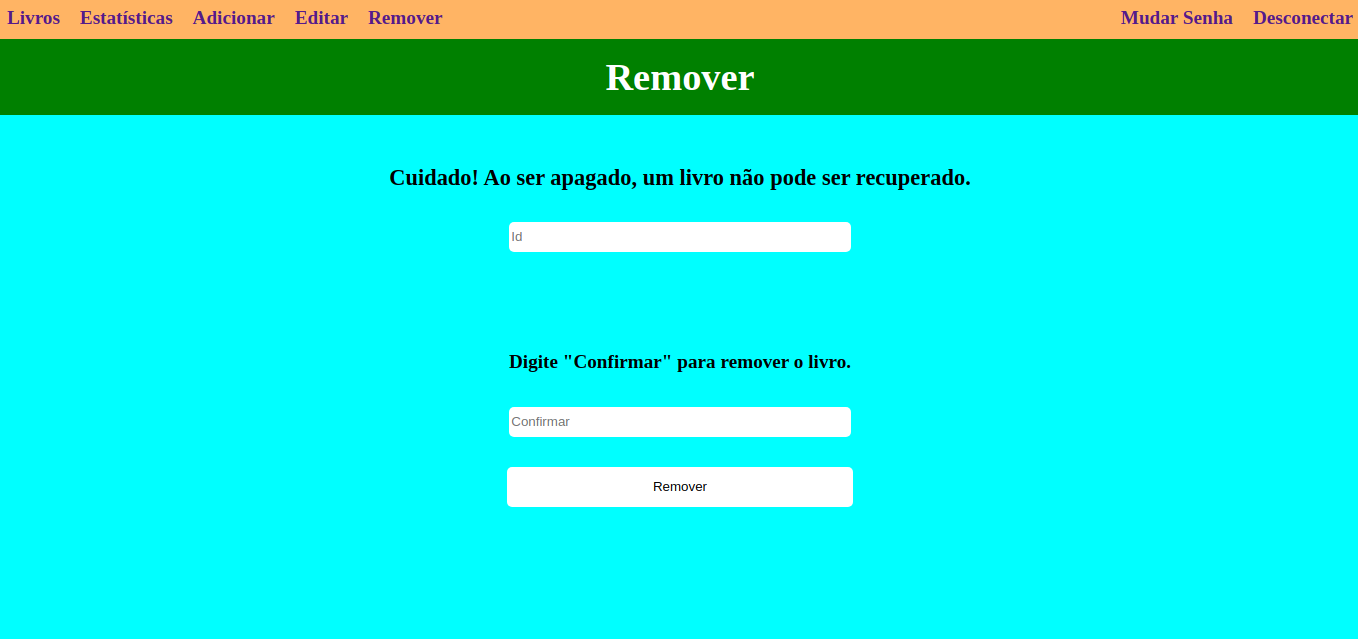 Livros Estatísticas Adicionar Editar Remover Mudar Senha Desconectar
Remover
Cuidado! Ao ser apagado, um livro não pode ser recuperado.
Id
Digite "Confirmar" para remover o livro.
Confirmar
Remover